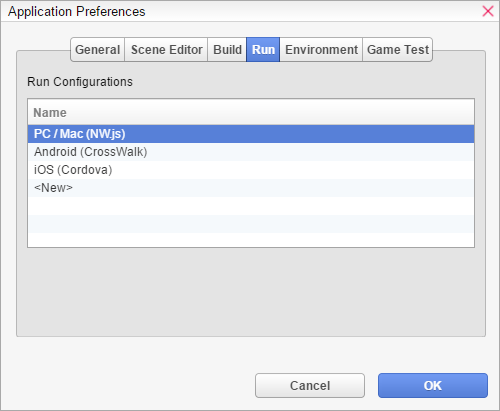 Application Preferences
General Scene Editor Build Run Environment Game Test
Run Configurations
Name
PC / Mac (NW.js)
Android (CrossWalk)
iOS (Cordova)
<New>
Cancel OK